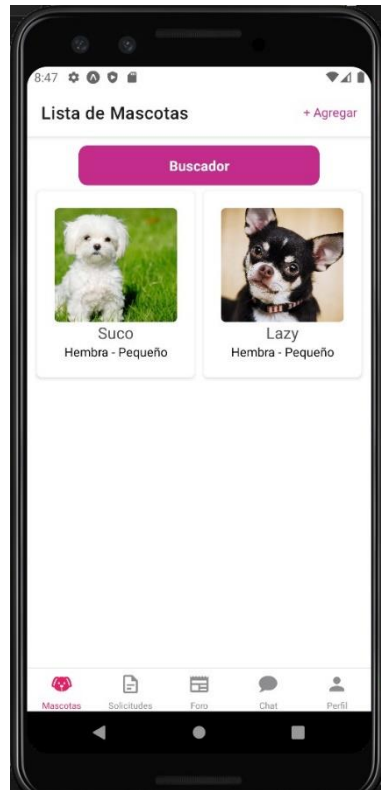 8:47
Lista de Mascotas
+ Agregar
Buscador
Suco
Hembra - Pequeño
Lazy
Hembra - Pequeño
Mascotas
Solicitudes
Foro
Chat
Perfil